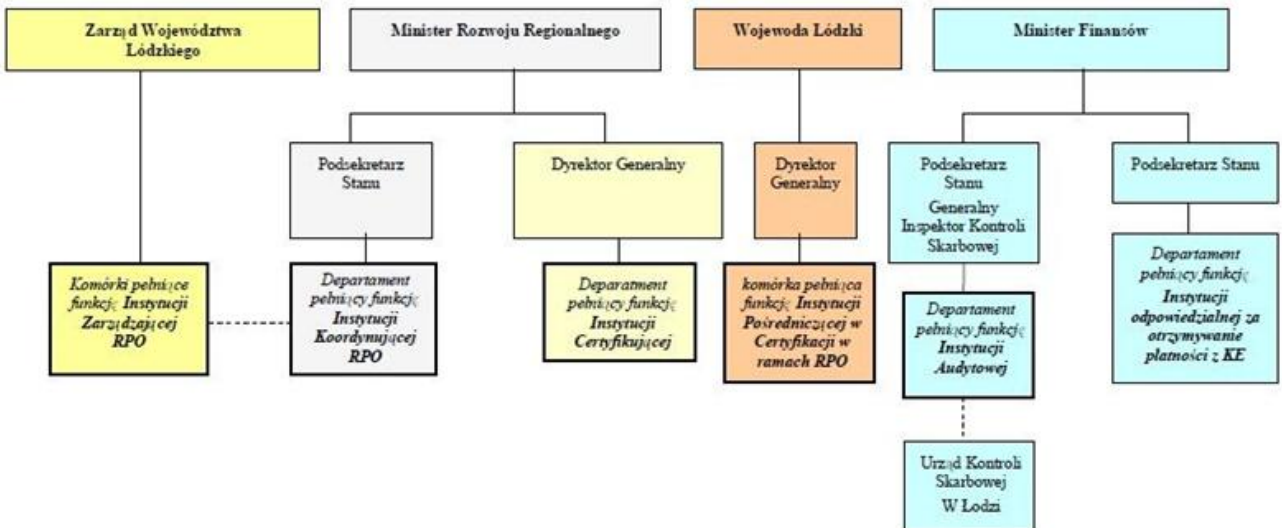 Zarząd Województwa
Łódzkiego
Minister Rozwoju Regionalnego
Wojewoda Łódzki
Minister Finansów
Podsekretarz
Stanu
Dyrektor Generalny
Dyrektor
Generalny
Podsekretarz
Stanu
Generalny
Inspektor Kontroli
Skarbowej
Podsekretarz Stanu
Komórki pełniące
funkcję Instytucji
Zarządzającej
RPO
Departament
pełniący funkcję
Instytucji
Koordynującej
RPO
Deparatment
pełniący funkcję
Instytucji
Certyfikującej
komórka pełniąca
funkcję Instytucji
Pośredniczącej w
Certyfikacji w
ramach RPO
Departament
pełniący funkcję
Instytucji
Audytowej
Departament
pełniący funkcję
Instytucji
odpowiedzialnej za
otrzymywanie
płatności z KE
Urząd Kontroli
Skarbowej
W Łodzi